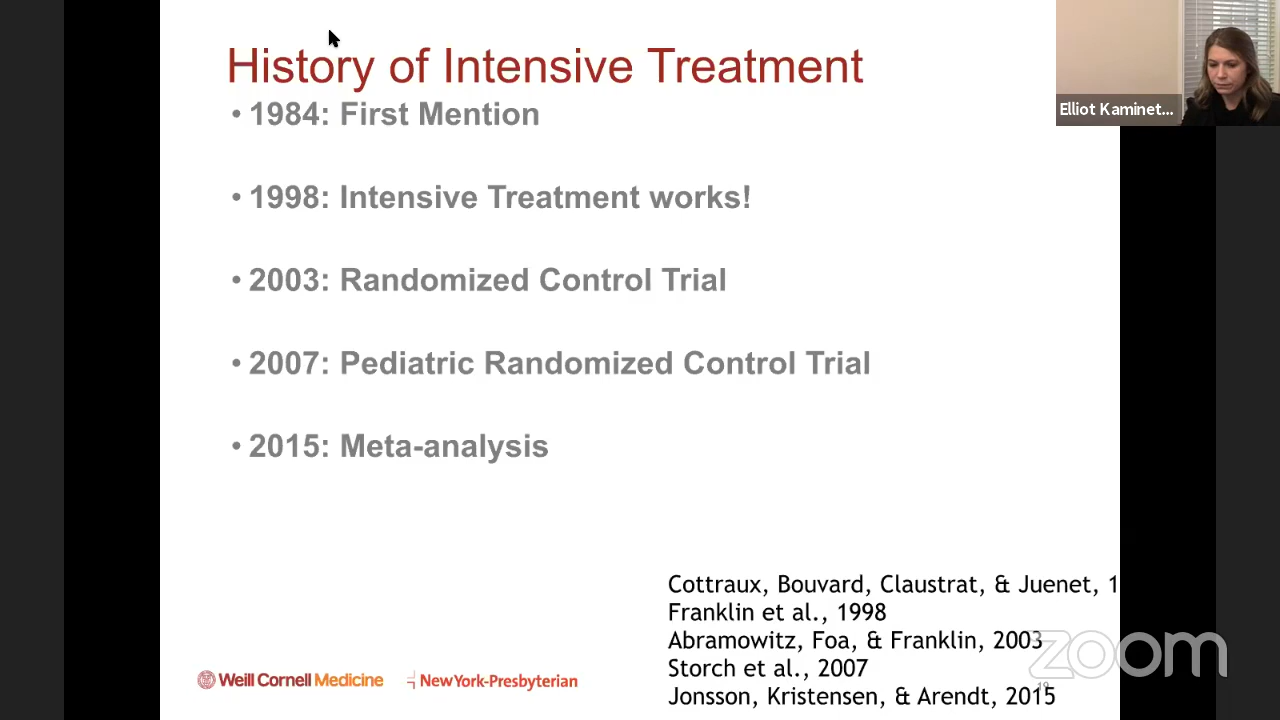 History of Intensive Treatment
• 1984: First Mention
• 1998: Intensive Treatment works!
• 2003: Randomized Control Trial
• 2007: Pediatric Randomized Control Trial
• 2015: Meta-analysis
Elliot Kaminet...
Cottraux, Bouvard, Claustrat, & Juenet, 1
Franklin et al., 1998
Abramowitz, Foa, & Franklin, 2003
Storch et al., 2007
Jonsson, Kristensen, & Arendt, 2015
Weill Cornell Medicine
NewYork-Presbyterian
19
zoom